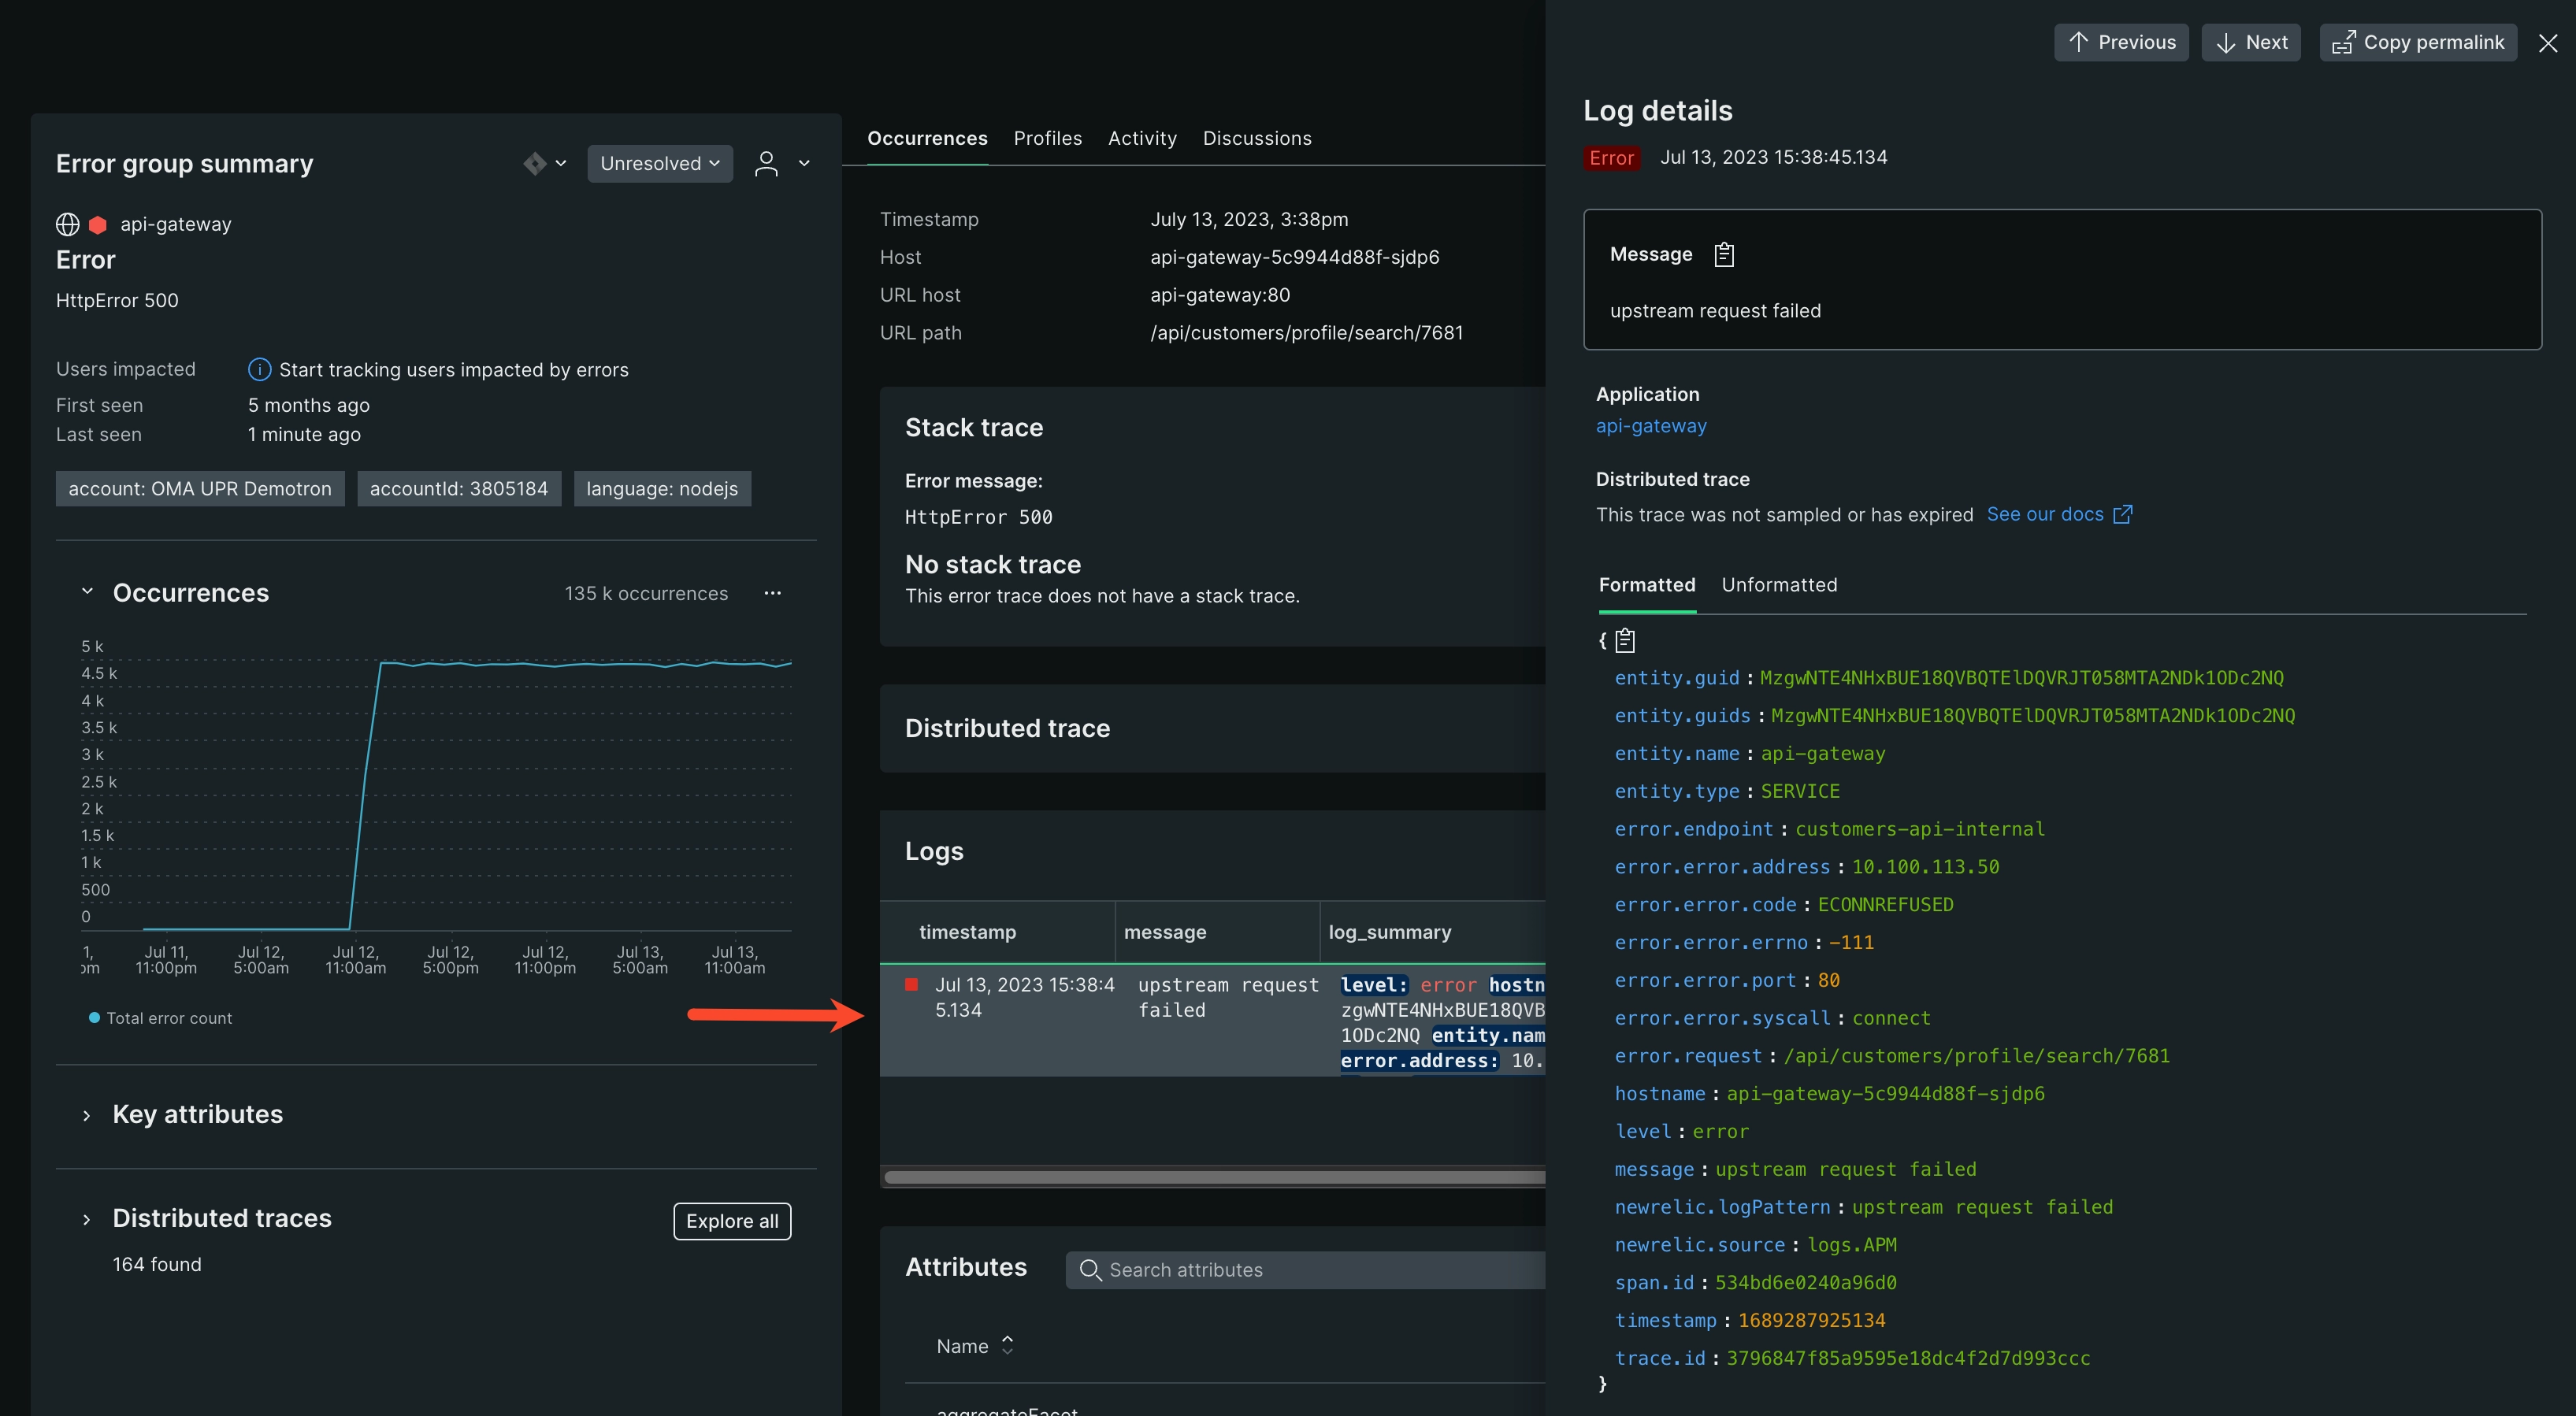 Error group summary
Unresolved
api-gateway
Error
HttpError 500
Users impacted
Start tracking users impacted by errors
First seen
5 months ago
Last seen
1 minute ago
account: OMA UPR Demotron
accountId: 3805184
language: nodejs
Occurrences
135 k occurrences
5 k
4.5 k
4 k
3.5 k
3 k
2.5 k
2 k
1.5 k
1 k
500
0
1,
pm
Jul 11,
11:00pm
Jul 12,
5:00am
Jul 12,
11:00am
Jul 12,
5:00pm
Jul 12,
11:00pm
Jul 13,
5:00am
Jul 13,
11:00am
Total error count
Key attributes
Distributed traces
Explore all
164 found
Occurrences
Profiles
Activity
Discussions
Timestamp
July 13, 2023, 3:38pm
Host
api-gateway-5c9944d88f-sjdp6
URL host
api-gateway:80
URL path
/api/customers/profile/search/7681
Stack trace
Error message:
HttpError 500
No stack trace
This error trace does not have a stack trace.
Distributed trace
Logs
timestamp
message
log_summary
Jul 13, 2023 15:38:4
5.134
upstream request
failed
level: error hostn
zgwNTE4NHxBUE18QVB
1ODc2NQ entity.nam
error.address: 10.
Attributes
Search attributes
Name
Previous
Next
Copy permalink
Log details
Error
Jul 13, 2023 15:38:45.134
Message
upstream request failed
Application
api-gateway
Distributed trace
This trace was not sampled or has expired See our docs
Formatted
Unformatted
{
entity.guid : MzgwNTE4NHxBUE18QVBQTElDQVRJT058MTA2NDk1ODc2NQ
entity.guids : MzgwNTE4NHxBUE18QVBQTElDQVRJT058MTA2NDk1ODc2NQ
entity.name : api-gateway
entity.type : SERVICE
error.endpoint : customers-api-internal
error.error.address : 10.100.113.50
error.error.code : ECONNREFUSED
error.error.errno : -111
error.error.port : 80
error.error.syscall : connect
error.request : /api/customers/profile/search/7681
hostname : api-gateway-5c9944d88f-sjdp6
level : error
message : upstream request failed
newrelic.logPattern : upstream request failed
newrelic.source : logs.APM
span.id : 534bd6e0240a96d0
timestamp : 1689287925134
trace.id : 3796847f85a9595e18dc4f2d7d993ccc
}